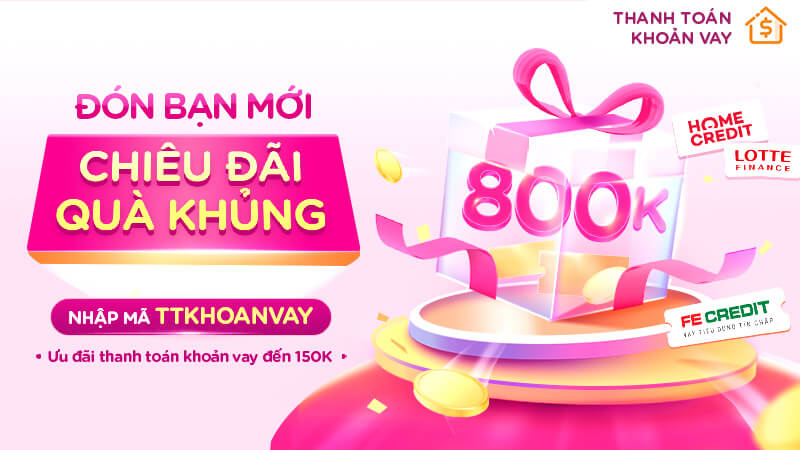 THANH TOÁN
KHOẢN VAY
ĐÓN BẠN MỚI
CHIÊU ĐÃI
QUÀ KHỦNG
NHẬP MÃ TTKHOANVAY
• Ưu đãi thanh toán khoản vay đến 150K •
800K
HOME
CREDIT
LOTTE
FINANCE
FE CREDIT
VAY TIÊU DÙNG TÍN CHẤP